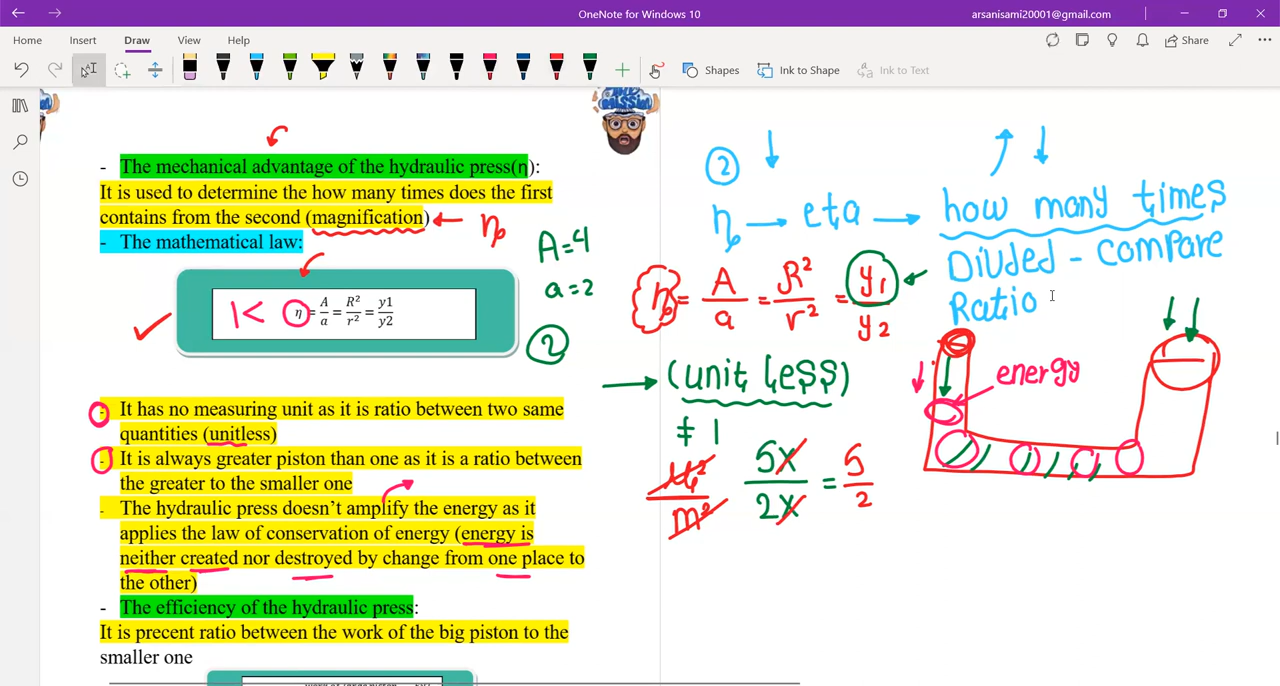 OneNote for Windows 10
arsanisami20001@gmail.com
Home Insert Draw View Help
Share
Shapes
Ink to Shape
Ink to Text
- The mechanical advantage of the hydraulic press(η):
It is used to determine the how many times does the first
contains from the second (magnification)
- The mathematical law:
1 < η = A/a = R²/r² = y1/y2
- It has no measuring unit as it is ratio between two same
quantities (unitless)
- It is always greater piston than one as it is a ratio between
the greater to the smaller one
- The hydraulic press doesn't amplify the energy as it
applies the law of conservation of energy (energy is
neither created nor destroyed by change from one place to
the other)
- The efficiency of the hydraulic press:
It is precent ratio between the work of the big piston to the
smaller one
η
A=4
a=2
2
2
η → eta → how many times
Divded - Compare
Ratio
η = A/a = R²/r² = y₁/y₂
(unit less)
m²/m²
5x/2x = 5/2
energy